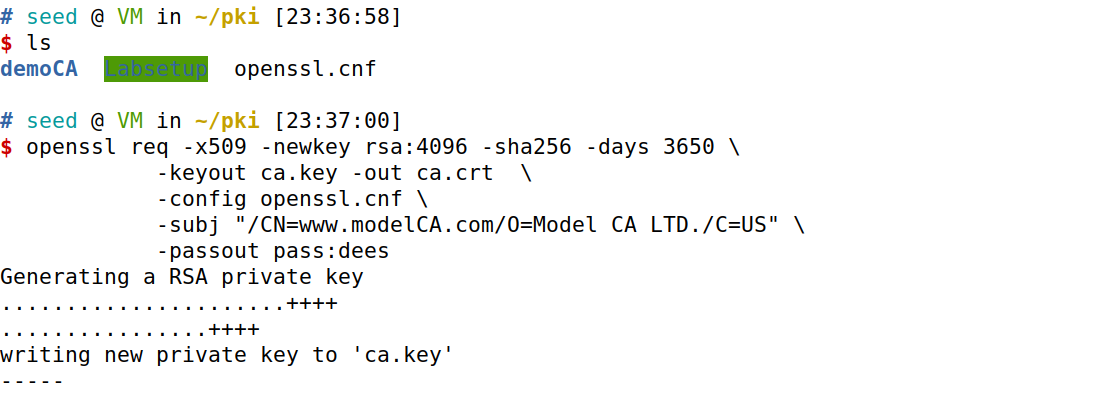 # seed @ VM in ~/pki [23:36:58]
$ ls
demoCA  Labsetup  openssl.cnf
# seed @ VM in ~/pki [23:37:00]
$ openssl req -x509 -newkey rsa:4096 -sha256 -days 3650 \
            -keyout ca.key -out ca.crt  \
            -config openssl.cnf \
            -subj "/CN=www.modelCA.com/O=Model CA LTD./C=US" \
            -passout pass:dees
Generating a RSA private key
......................++++
................++++
writing new private key to 'ca.key'
-----